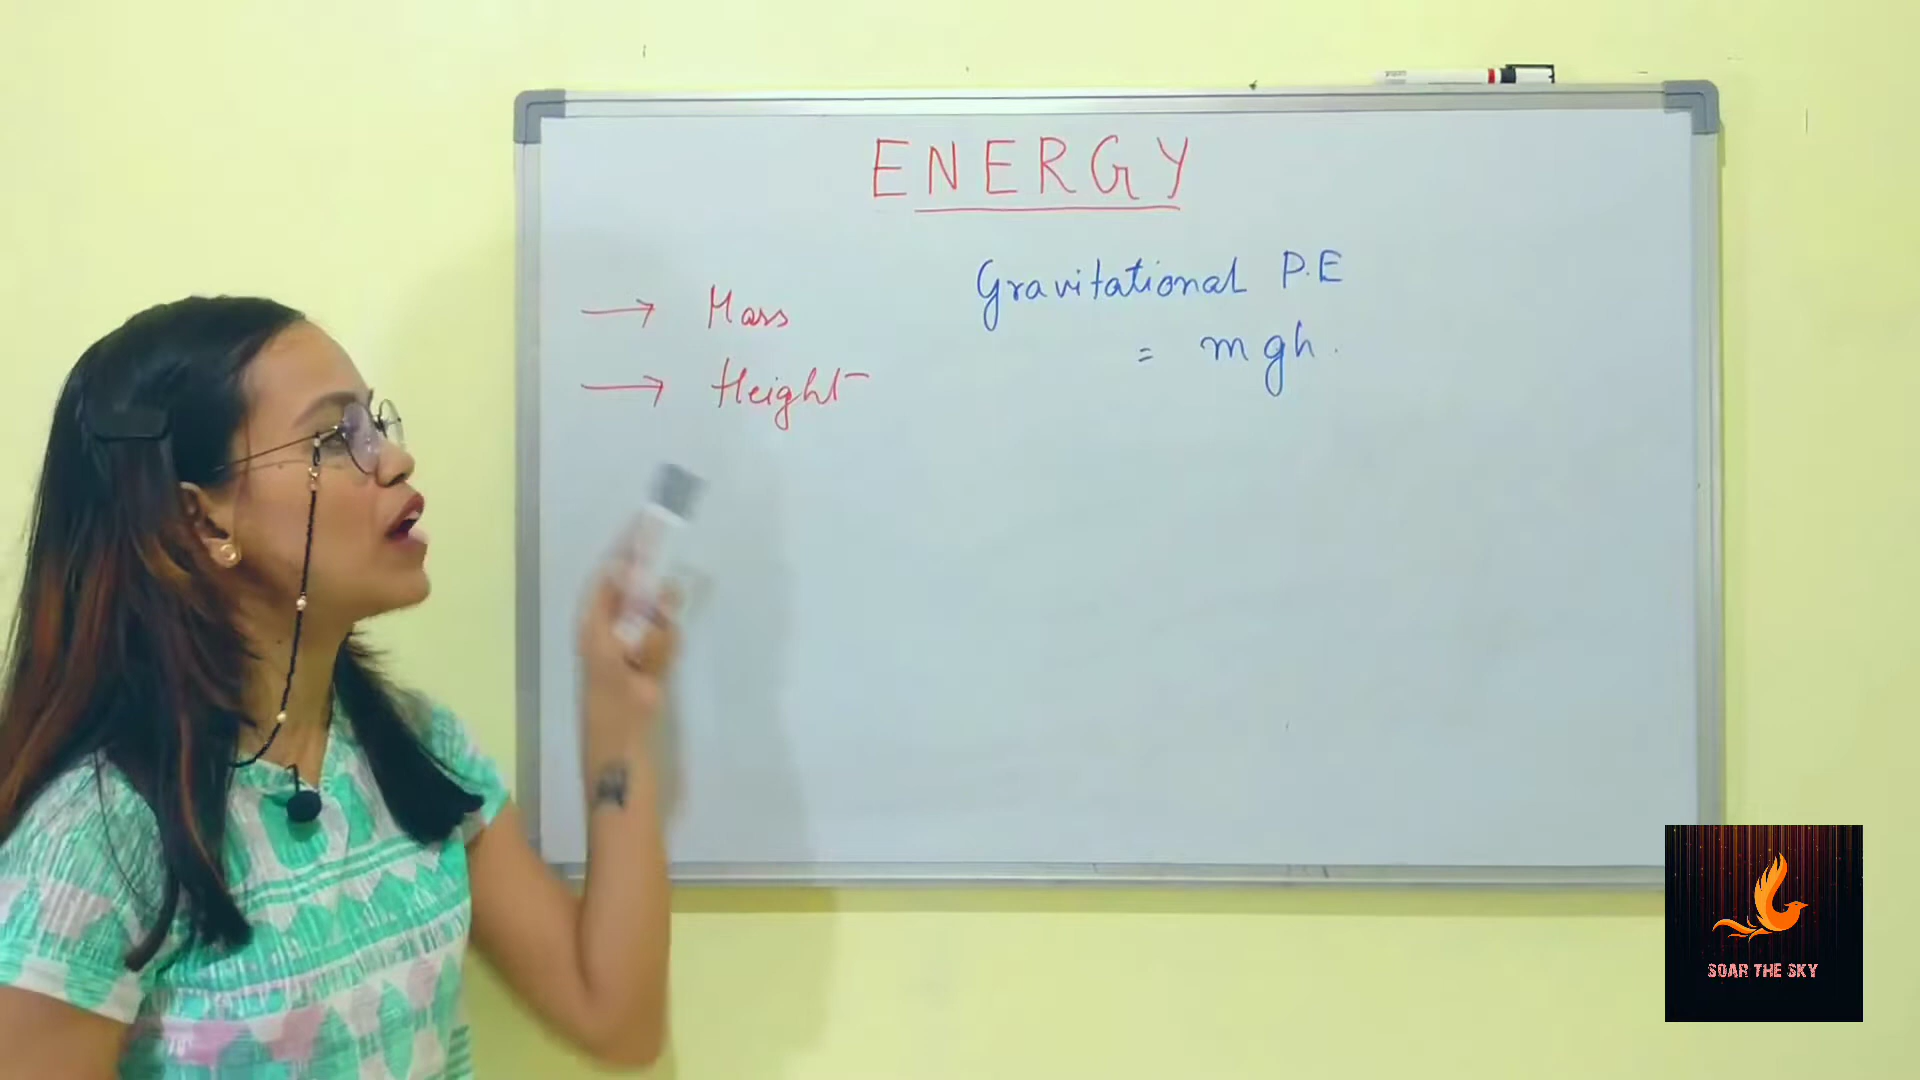 ENERGY
→ Mass
→ Height
Gravitational P.E
= mgh.
SOAR THE SKY